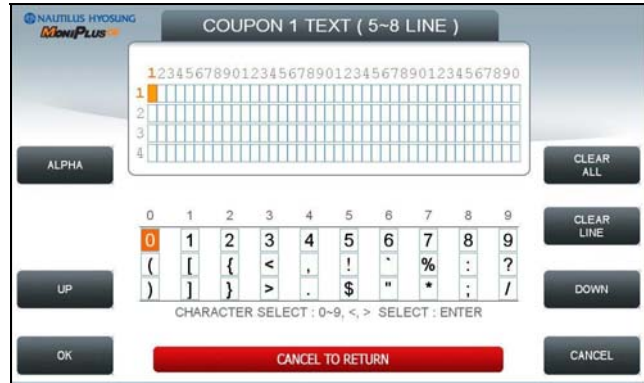 NAUTILUS HYOSUNG
MoniPlus
COUPON 1 TEXT ( 5~8 LINE )
123456789012345678901234567890
1
2
3
4
ALPHA
CLEAR
ALL
0 1 2 3 4 5 6 7 8 9
CLEAR
LINE
0 1 2 3 4 5 6 7 8 9
( [ { < , ! ` % : ?
UP
) ] } > . $ " * ; /
DOWN
CHARACTER SELECT : 0~9, <, > SELECT : ENTER
OK
CANCEL TO RETURN
CANCEL